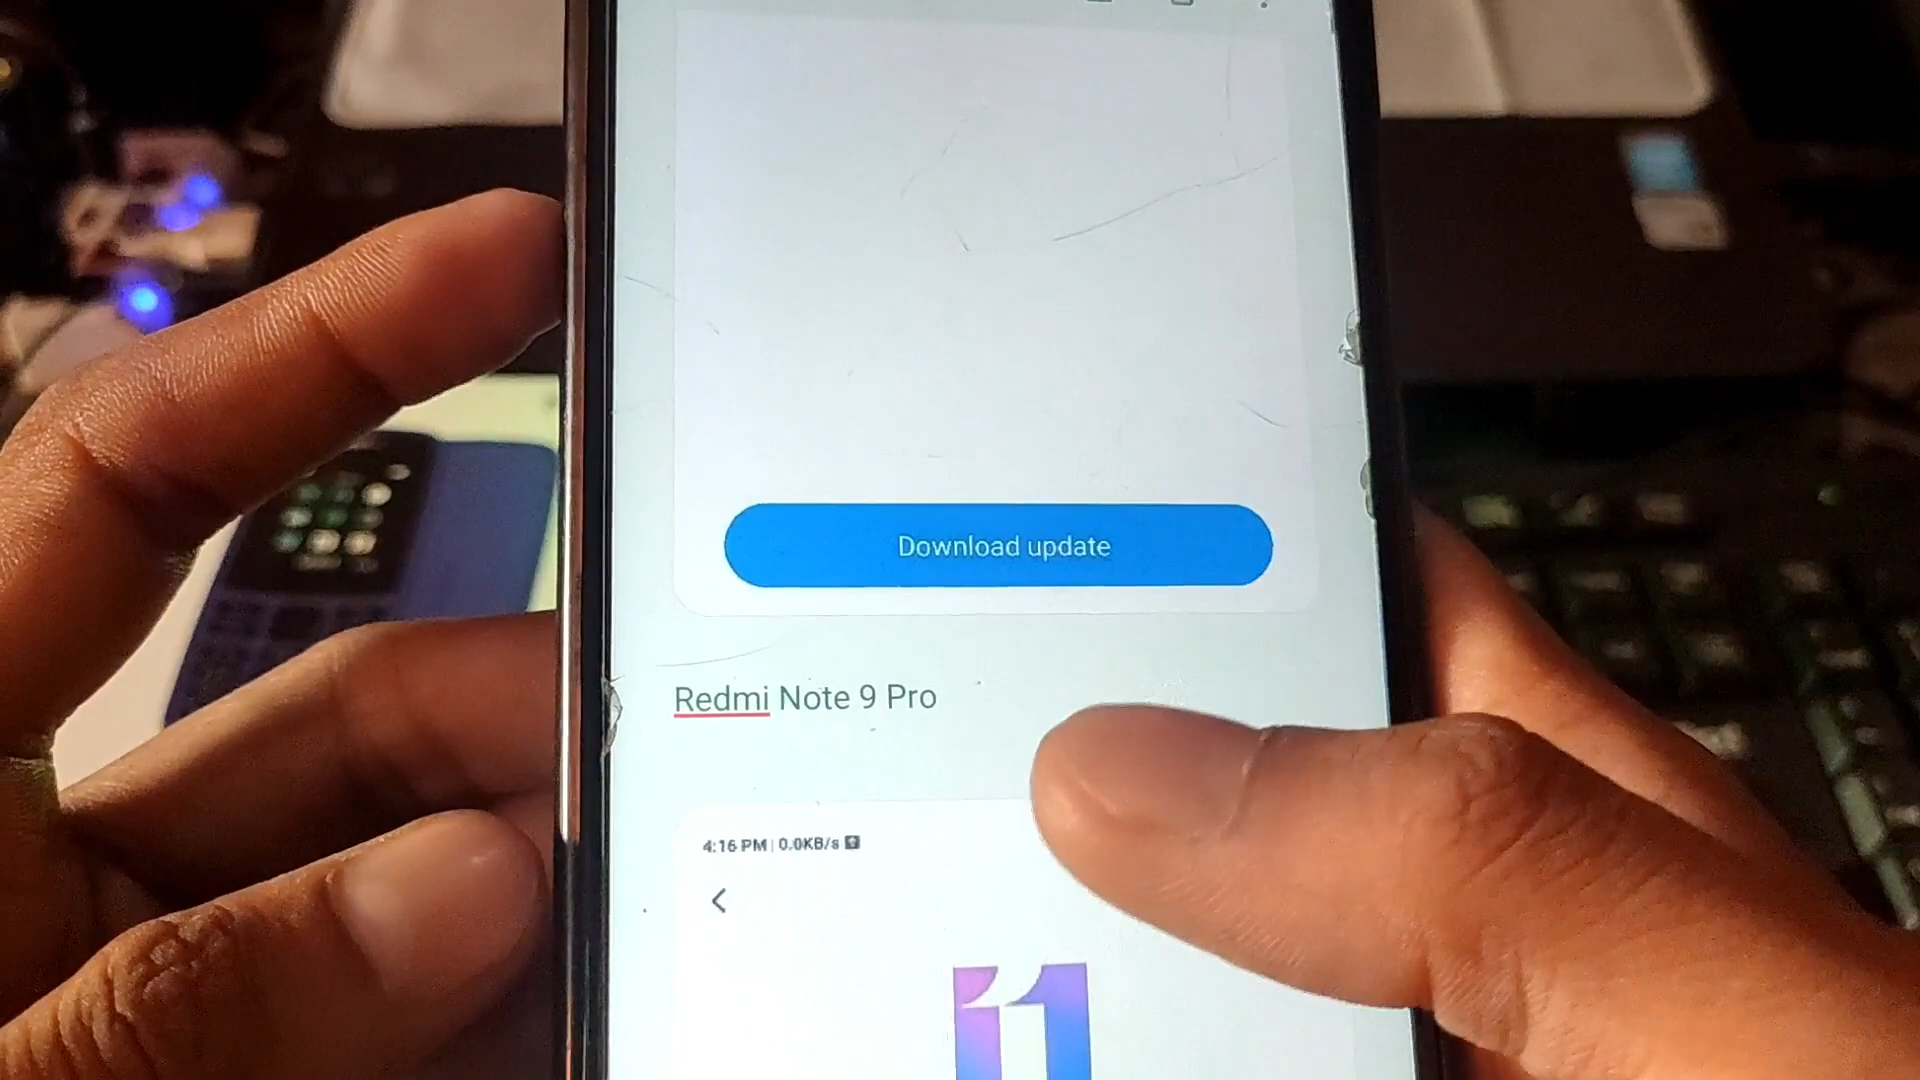 Download update
Redmi Note 9 Pro
4:16 PM | 0.0KB/s
11